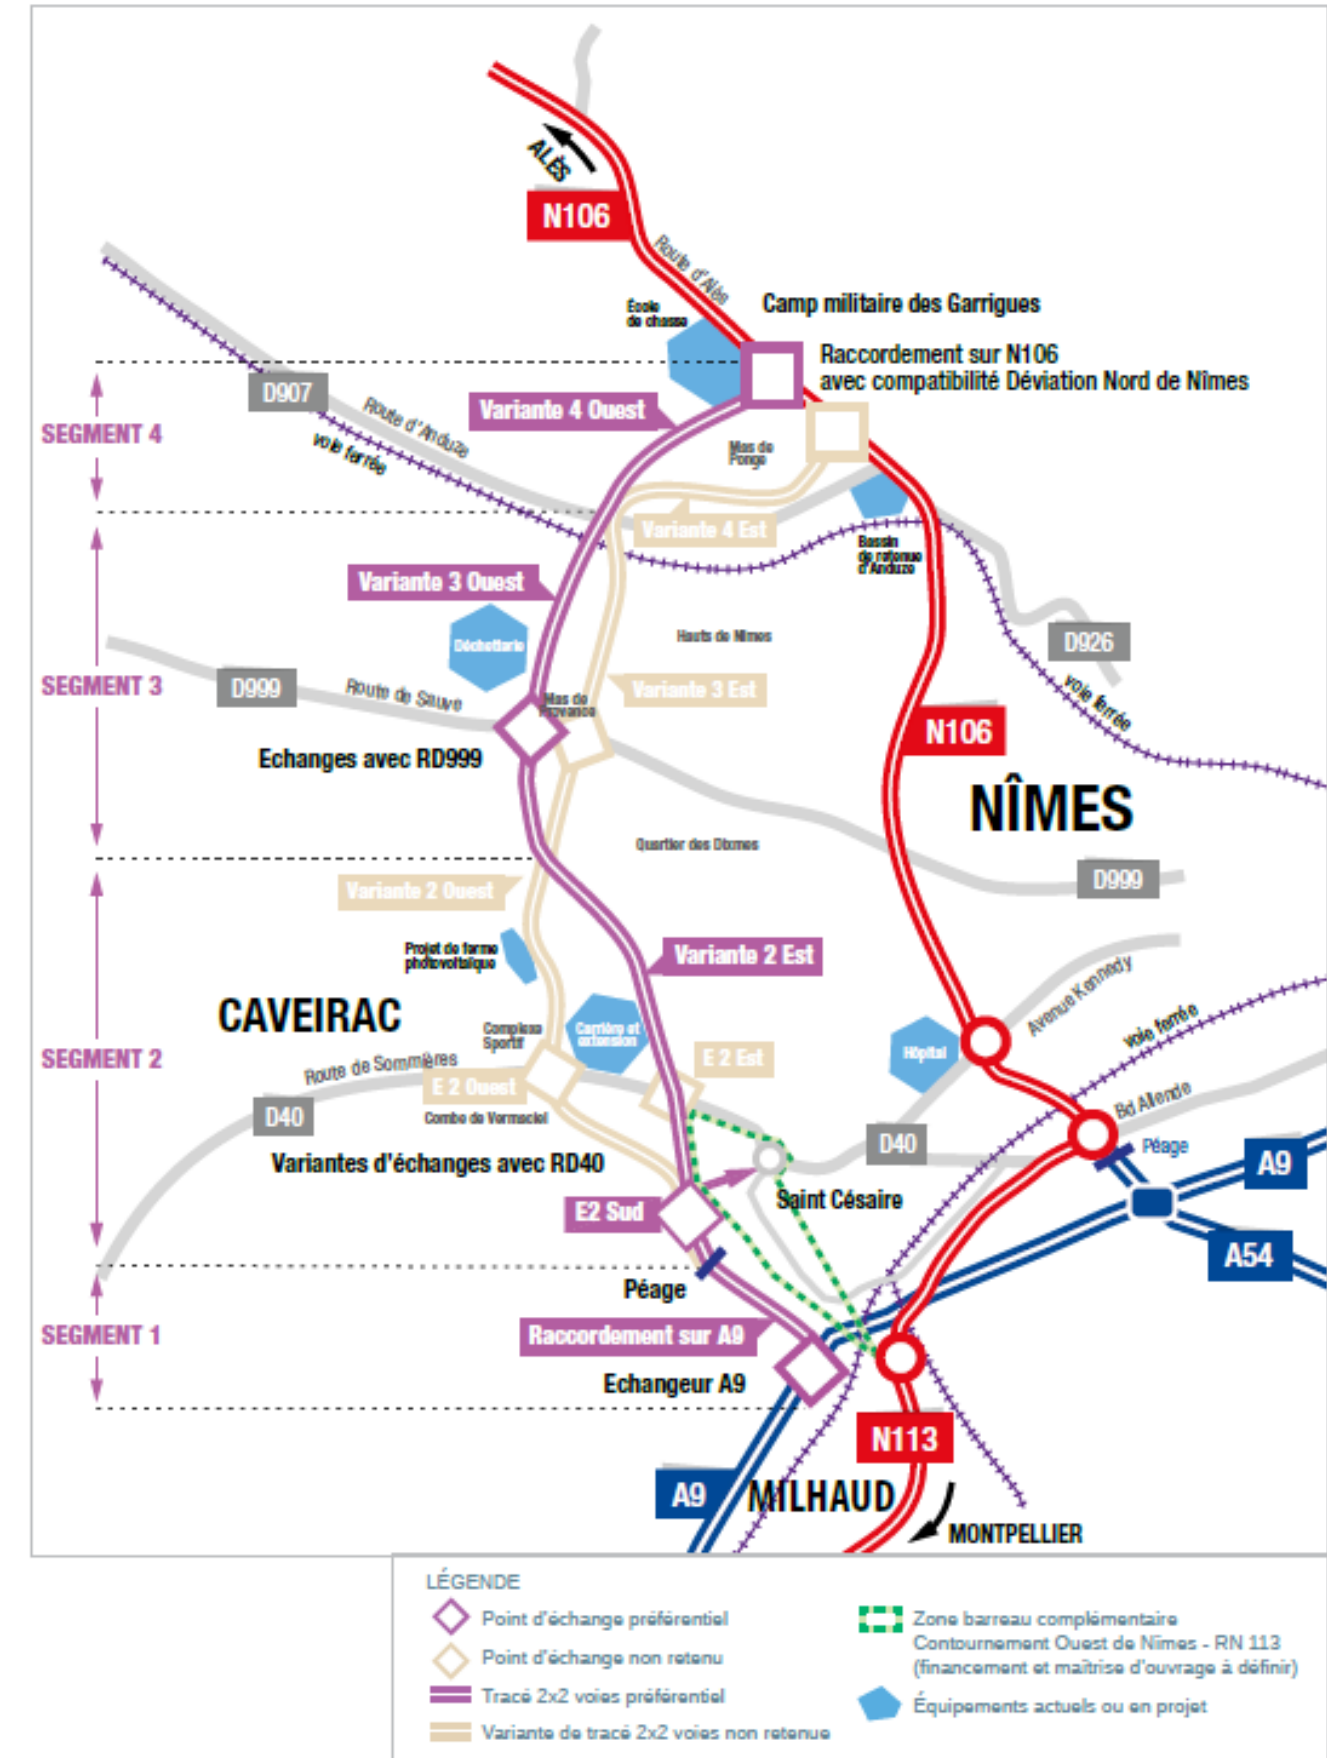 ALÈS
N106
Route d'Alès
École
de chasse
Camp militaire des Garrigues
Raccordement sur N106
avec compatibilité Déviation Nord de Nîmes
D907
Route d'Anduze
voie ferrée
Variante 4 Ouest
SEGMENT 4
Mas de
Ponge
Variante 4 Est
Bassin
de retenue
d'Anduze
Variante 3 Ouest
Déchetterie
Hauts de Nîmes
D926
voie ferrée
SEGMENT 3
D999
Route de Sauve
Mas de
Provence
Variante 3 Est
N106
Echanges avec RD999
NÎMES
Quartier des Dixmes
D999
Variante 2 Ouest
Projet de ferme
photovoltaïque
Variante 2 Est
CAVEIRAC
Complexe
Sportif
Carrière et
extension
Avenue Kennedy
voie ferrée
Hôpital
SEGMENT 2
Route de Sommières
E 2 Ouest
E 2 Est
D40
Combe de Vermaciel
Bd Allende
D40
Péage
A9
Variantes d'échanges avec RD40
E2 Sud
Saint Césaire
A54
Péage
SEGMENT 1
Raccordement sur A9
Echangeur A9
N113
A9
MILHAUD
MONTPELLIER
LÉGENDE
Point d'échange préférentiel
Point d'échange non retenu
Tracé 2x2 voies préférentiel
Variante de tracé 2x2 voies non retenue
Zone barreau complémentaire
Contournement Ouest de Nîmes - RN 113
(financement et maîtrise d'ouvrage à définir)
Équipements actuels ou en projet